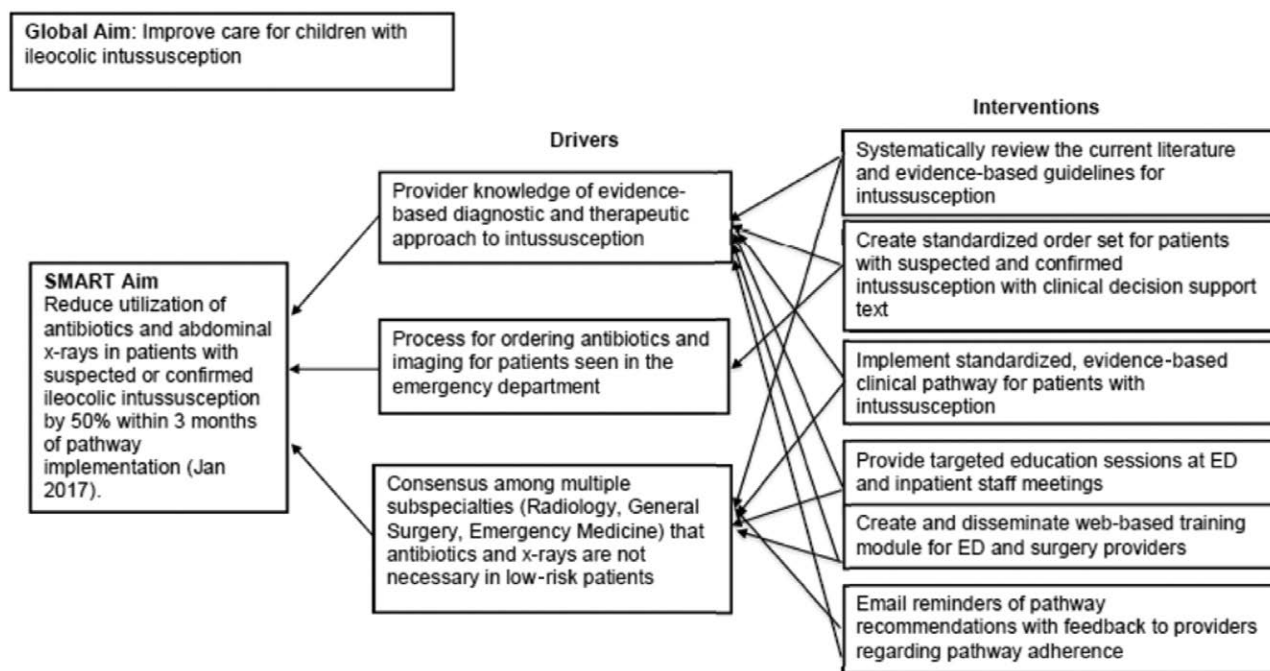 Global Aim: Improve care for children with
ileocolic intussusception
Interventions
Drivers
SMART Aim
Reduce utilization of
antibiotics and abdominal
x-rays in patients with
suspected or confirmed
ileocolic intussusception
by 50% within 3 months
of pathway
implementation (Jan
2017).
Provider knowledge of evidence-
based diagnostic and therapeutic
approach to intussusception
Process for ordering antibiotics and
imaging for patients seen in the
emergency department
Consensus among multiple
subspecialties (Radiology, General
Surgery, Emergency Medicine) that
antibiotics and x-rays are not
necessary in low-risk patients
Systematically review the current literature
and evidence-based guidelines for
intussusception
Create standardized order set for patients
with suspected and confirmed
intussusception with clinical decision support
text
Implement standardized, evidence-based
clinical pathway for patients with
intussusception
Provide targeted education sessions at ED
and inpatient staff meetings
Create and disseminate web-based training
module for ED and surgery providers
Email reminders of pathway
recommendations with feedback to providers
regarding pathway adherence